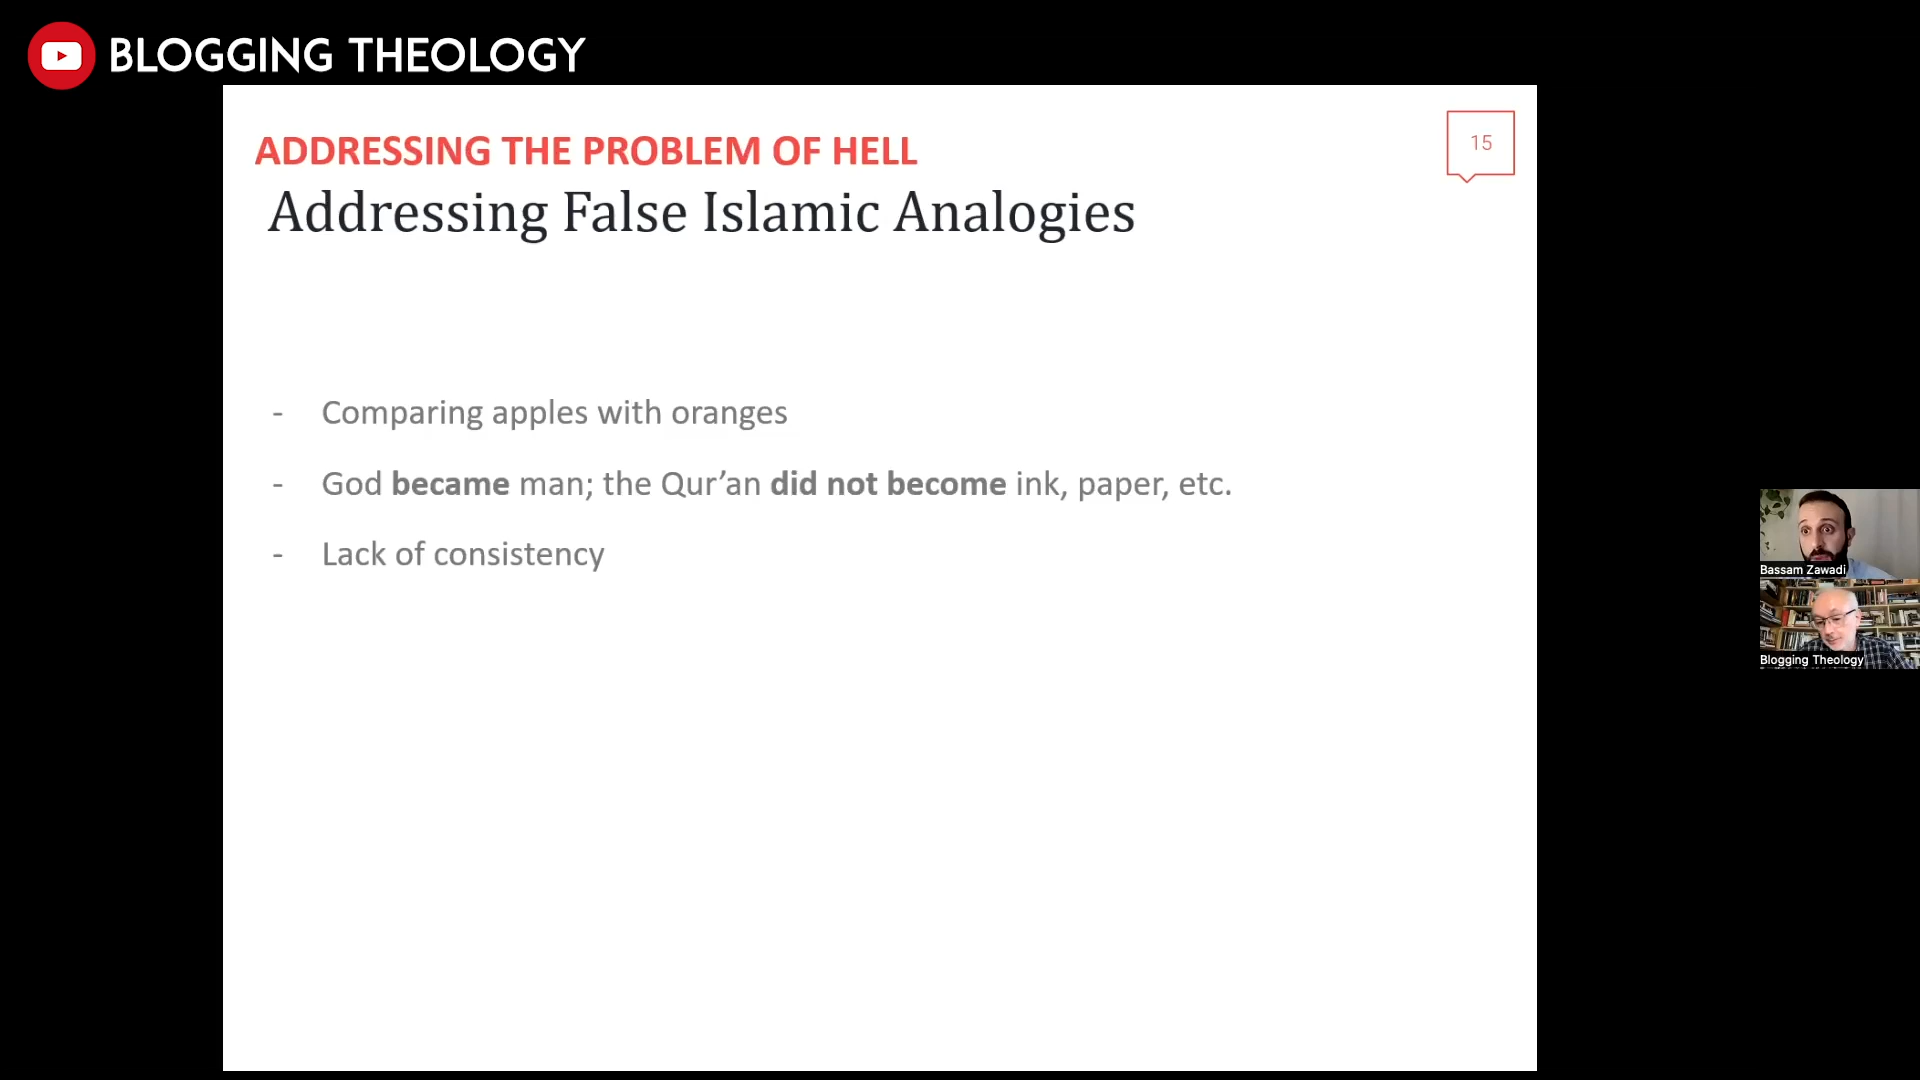 BLOGGING THEOLOGY
ADDRESSING THE PROBLEM OF HELL
15
Addressing False Islamic Analogies
- Comparing apples with oranges
- God became man; the Qur’an did not become ink, paper, etc.
- Lack of consistency
Bassam Zawadi
Blogging Theology